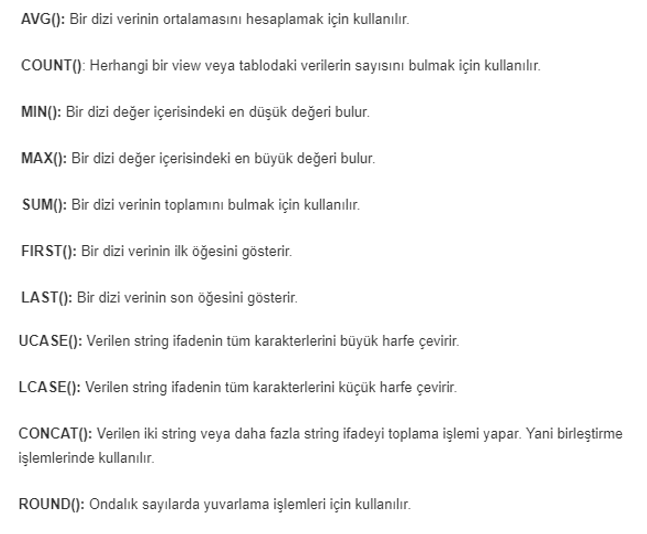 AVG(): Bir dizi verinin ortalamasını hesaplamak için kullanılır.
COUNT(): Herhangi bir view veya tablodaki verilerin sayısını bulmak için kullanılır.
MIN(): Bir dizi değer içerisindeki en düşük değeri bulur.
MAX(): Bir dizi değer içerisindeki en büyük değeri bulur.
SUM(): Bir dizi verinin toplamını bulmak için kullanılır.
FIRST(): Bir dizi verinin ilk öğesini gösterir.
LAST(): Bir dizi verinin son öğesini gösterir.
UCASE(): Verilen string ifadenin tüm karakterlerini büyük harfe çevirir.
LCASE(): Verilen string ifadenin tüm karakterlerini küçük harfe çevirir.
CONCAT(): Verilen iki string veya daha fazla string ifadeyi toplama işlemi yapar. Yani birleştirme
işlemlerinde kullanılır.
ROUND(): Ondalık sayılarda yuvarlama işlemleri için kullanılır.